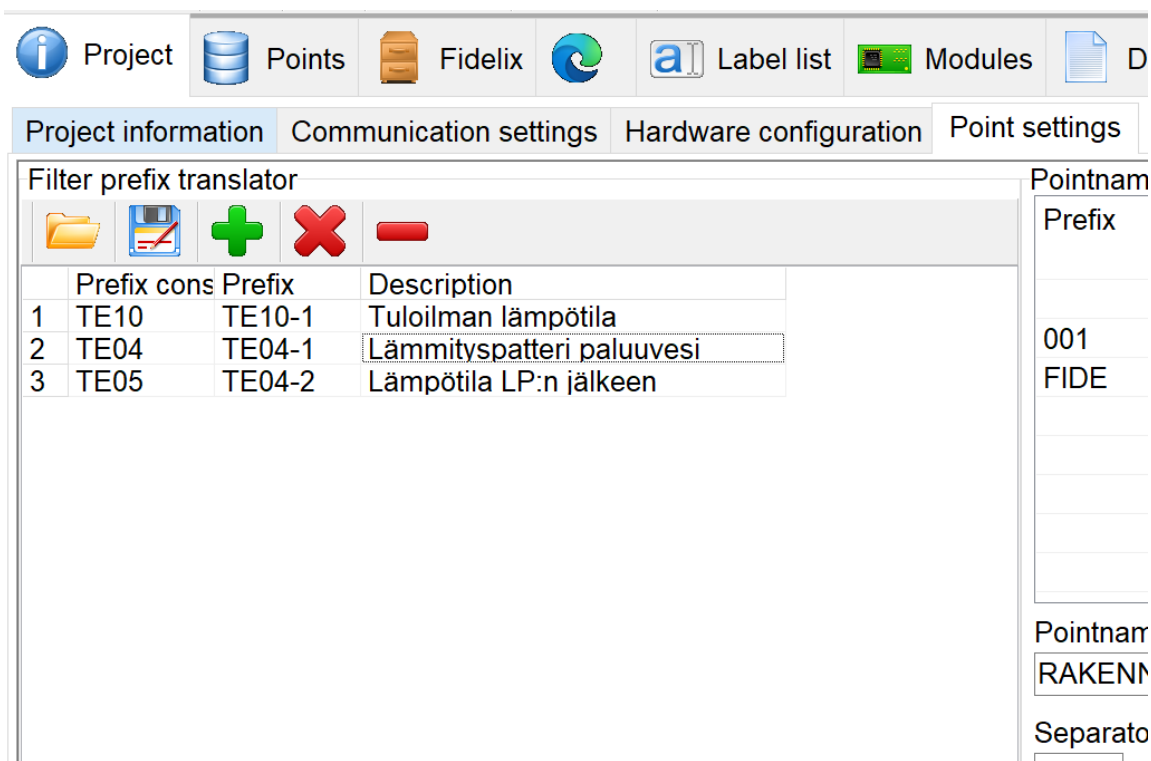 Project Points Fidelix Label list Modules D
Project information Communication settings Hardware configuration Point settings
Filter prefix translator
Prefix cons Prefix Description
1 TE10 TE10-1 Tuloilman lämpötila
2 TE04 TE04-1 Lämmityspatteri paluuvesi
3 TE05 TE04-2 Lämpötila LP:n jälkeen
Pointnam
Prefix
001
FIDE
Pointnam
RAKENN
Separato